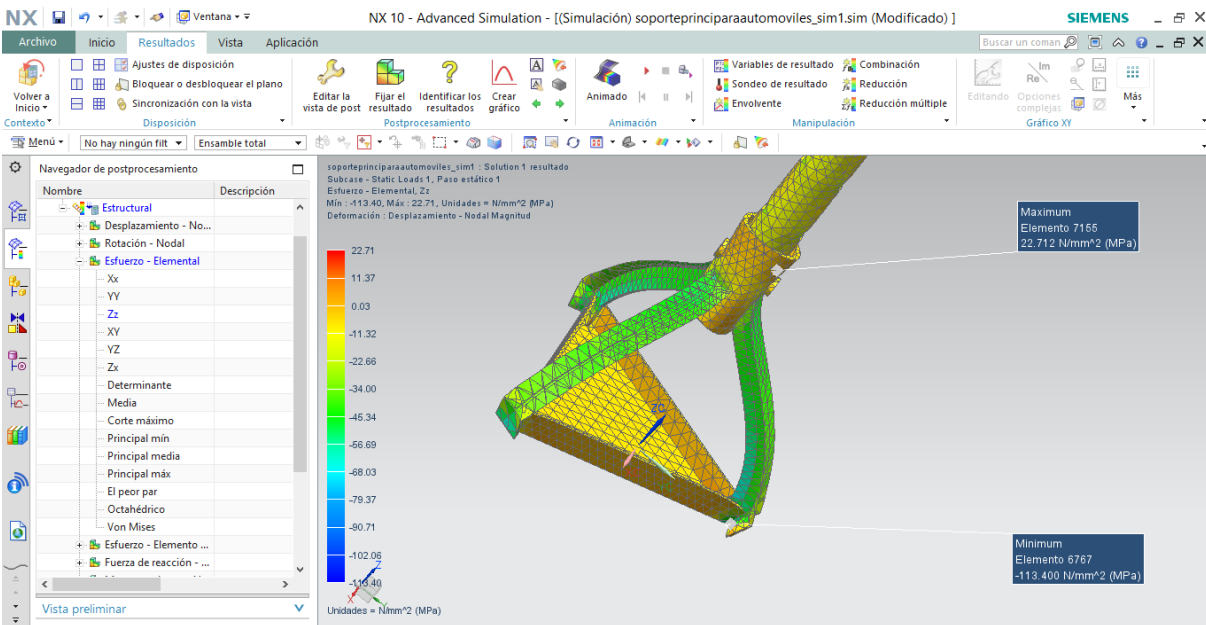 NX Ventana NX 10 - Advanced Simulation - [(Simulación) soporteprinciparaautomoviles_sim1.sim (Modificado) ] SIEMENS
Archivo Inicio Resultados Vista Aplicación Buscar un coman
Volver a Inicio
Ajustes de disposición
Bloquear o desbloquear el plano
Sincronización con la vista
Editar la vista de post
Fijar el resultado
Identificar los resultados
Crear gráfico
Animado
Variables de resultado Combinación
Sondeo de resultado Reducción
Envolvente Reducción múltiple
Editando
Opciones complejas
Im
Re
Más
Contexto Disposición Postprocesamiento Animación Manipulación Gráfico XY
Menú No hay ningún filt Ensamble total
Navegador de postprocesamiento
Nombre Descripción
Estructural
Desplazamiento - No...
Rotación - Nodal
Esfuerzo - Elemental
Xx
YY
Zz
XY
YZ
Zx
Determinante
Media
Corte máximo
Principal mín
Principal media
Principal máx
El peor par
Octahédrico
Von Mises
Esfuerzo - Elemento ...
Fuerza de reacción - ...
Vista preliminar
soporteprinciparaautomoviles_sim1 : Solution 1 resultado
Subcase - Static Loads 1, Paso estático 1
Esfuerzo - Elemental, Zz
Mín : -113.40, Máx : 22.71, Unidades = N/mm^2 (MPa)
Deformación : Desplazamiento - Nodal Magnitud
22.71
11.37
0.03
-11.32
-22.66
-34.00
-45.34
-56.69
-68.03
-79.37
-90.71
-102.06
-113.40
Z
X
Unidades = N/mm^2 (MPa)
ZC
Maximum
Elemento 7155
22.712 N/mm^2 (MPa)
Minimum
Elemento 6767
-113.400 N/mm^2 (MPa)